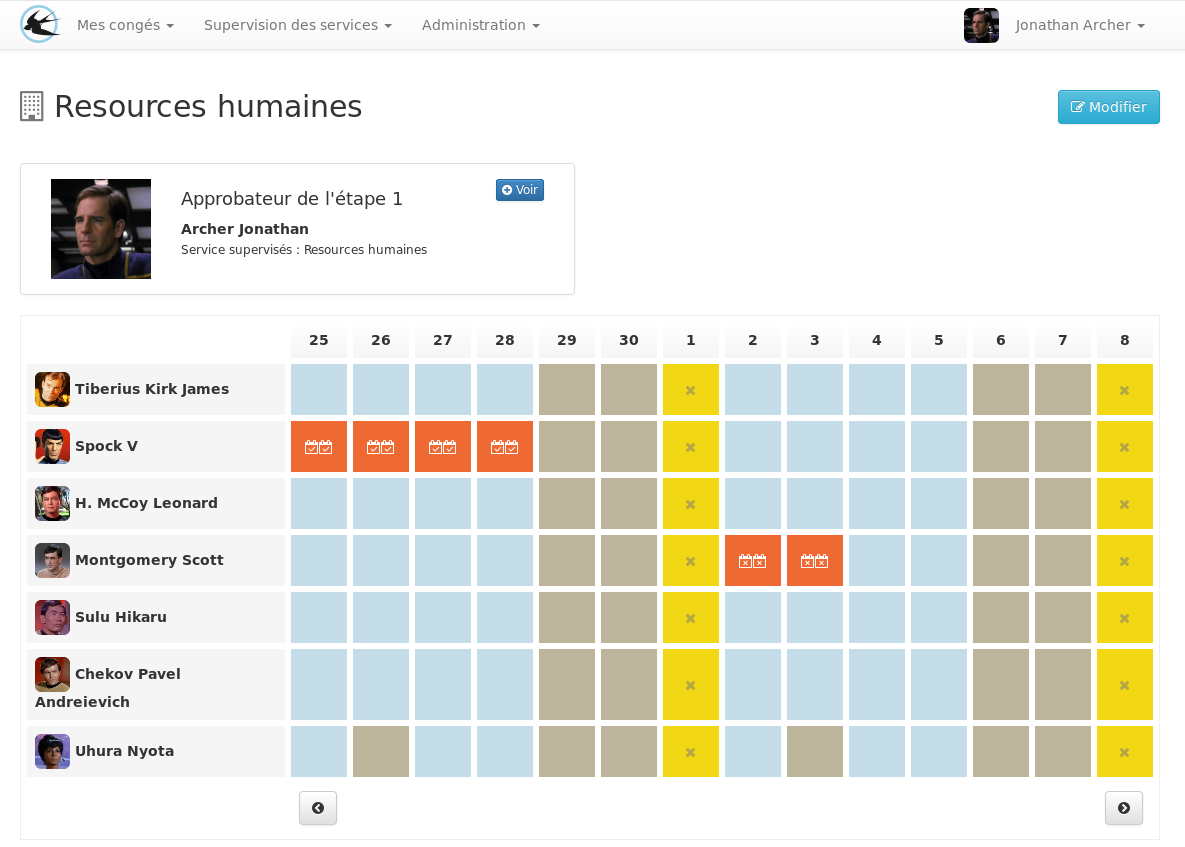 Mes congés Supervision des services Administration Jonathan Archer
Resources humaines
Modifier
Approbateur de l'étape 1
Voir
Archer Jonathan
Service supervisés : Resources humaines
25 26 27 28 29 30 1 2 3 4 5 6 7 8
Tiberius Kirk James
Spock V
H. McCoy Leonard
Montgomery Scott
Sulu Hikaru
Chekov Pavel
Andreievich
Uhura Nyota